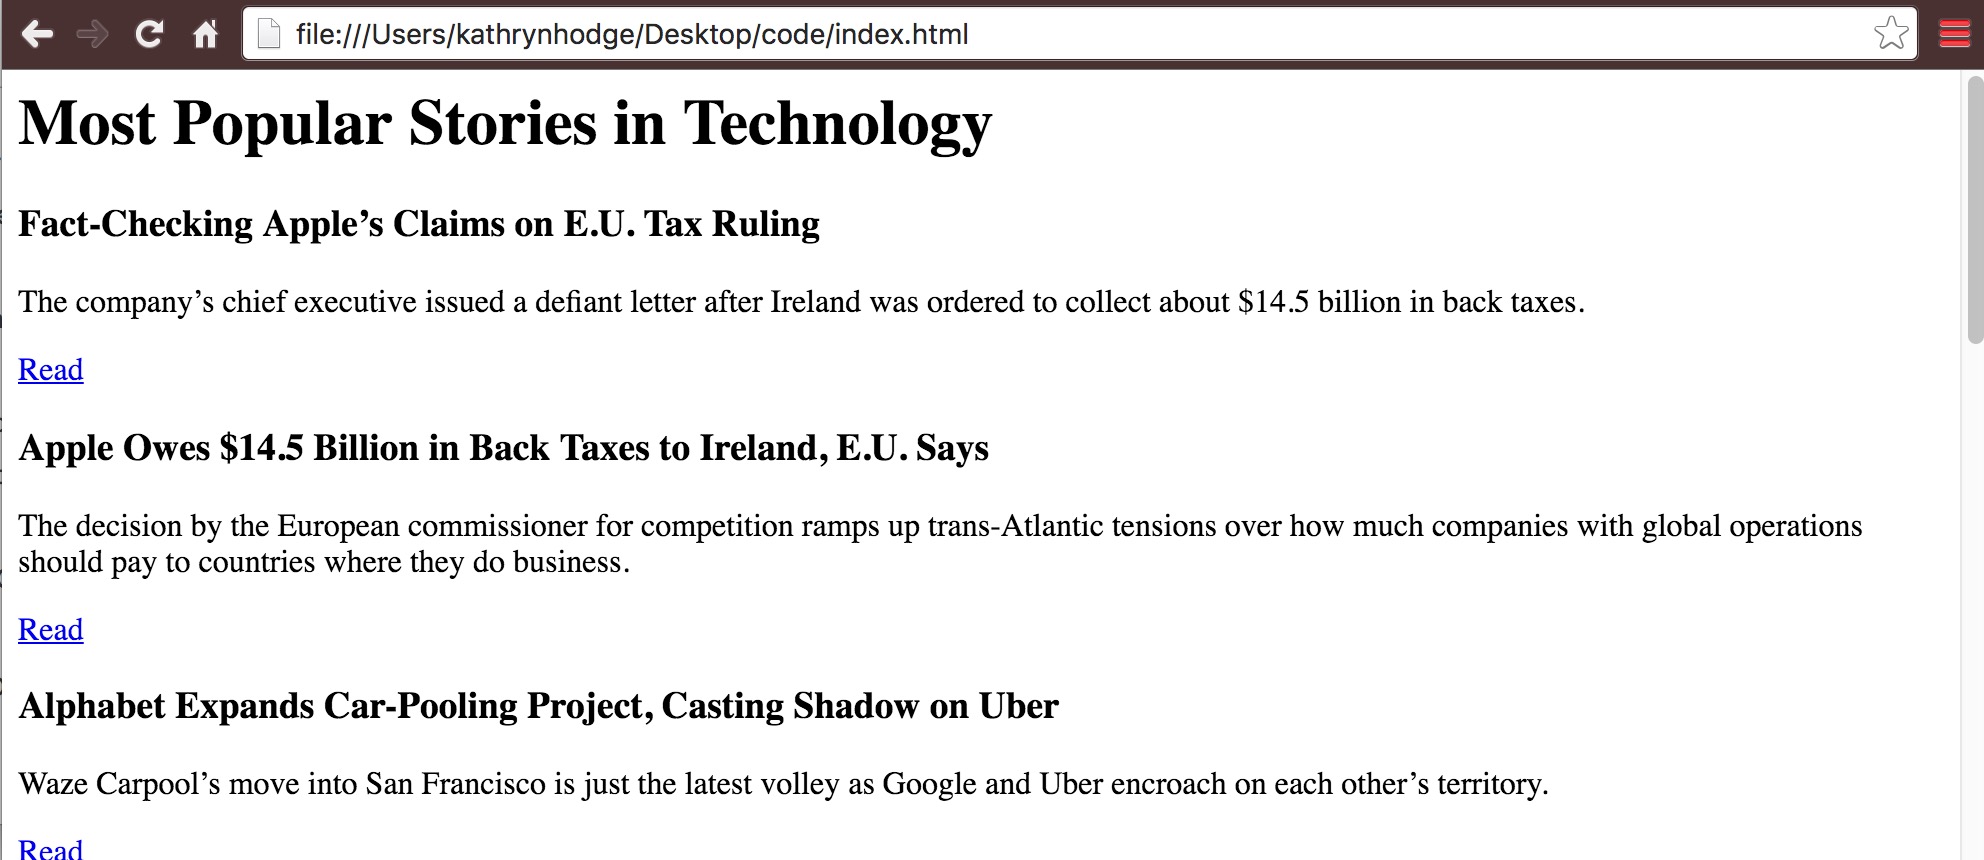 file:///Users/kathrynhodge/Desktop/code/index.html
Most Popular Stories in Technology
Fact-Checking Apple’s Claims on E.U. Tax Ruling
The company’s chief executive issued a defiant letter after Ireland was ordered to collect about $14.5 billion in back taxes.
Read
Apple Owes $14.5 Billion in Back Taxes to Ireland, E.U. Says
The decision by the European commissioner for competition ramps up trans-Atlantic tensions over how much companies with global operations
should pay to countries where they do business.
Read
Alphabet Expands Car-Pooling Project, Casting Shadow on Uber
Waze Carpool’s move into San Francisco is just the latest volley as Google and Uber encroach on each other’s territory.
Read